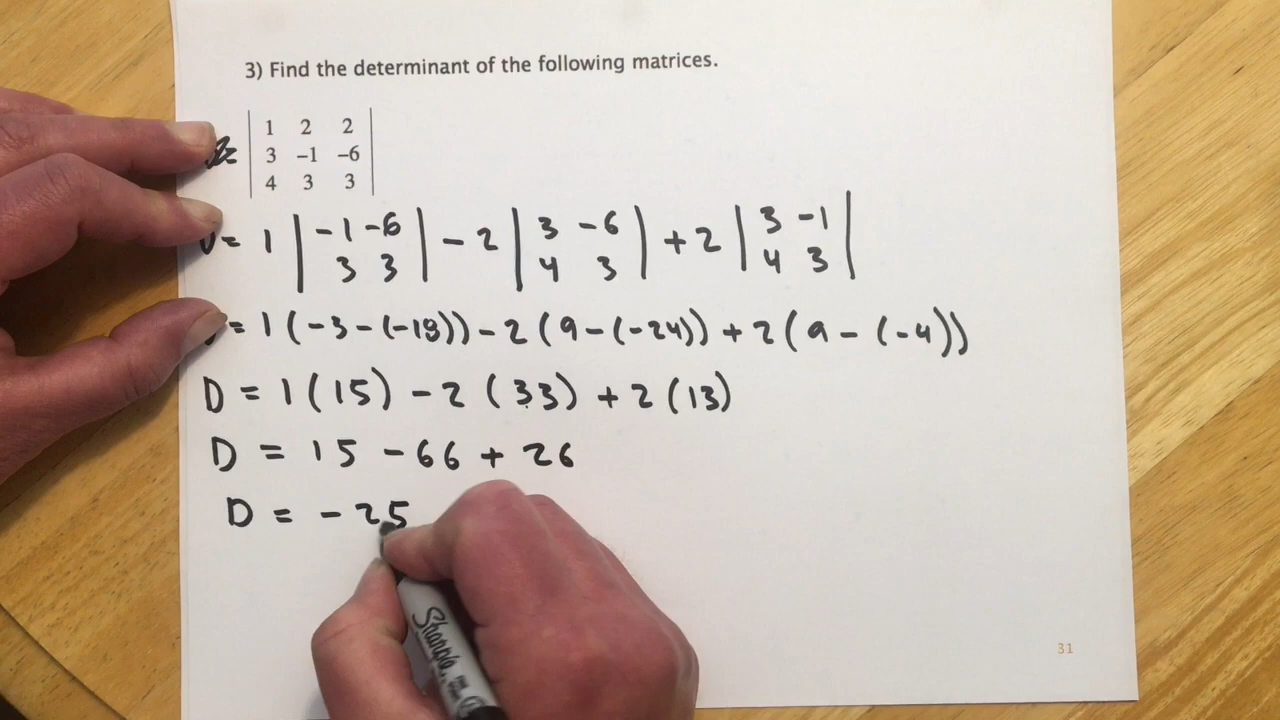 3) Find the determinant of the following matrices.
1 2 2
3 -1 -6
4 3 3
= 1 | -1 -6 | - 2 | 3 -6 | + 2 | 3 -1 |
3 3 4 3 4 3
= 1 (-3 - (-18)) - 2 (9 - (-24)) + 2 (9 - (-4))
D = 1 (15) - 2 (33) + 2 (13)
D = 15 - 66 + 26
D = -25
Sharpie
31